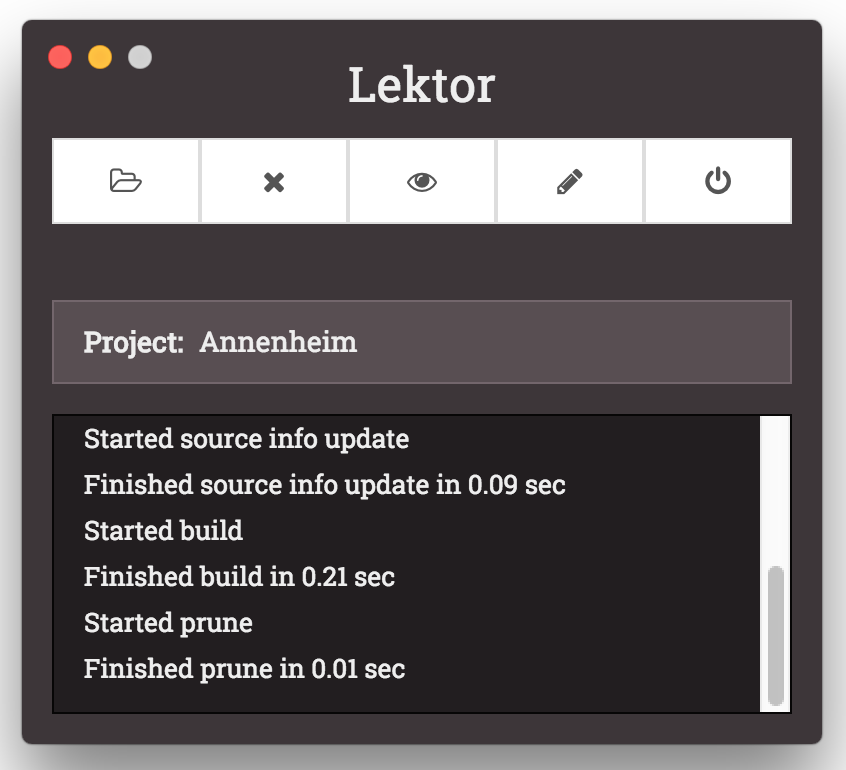 Lektor
Project: Annenheim
Started source info update
Finished source info update in 0.09 sec
Started build
Finished build in 0.21 sec
Started prune
Finished prune in 0.01 sec